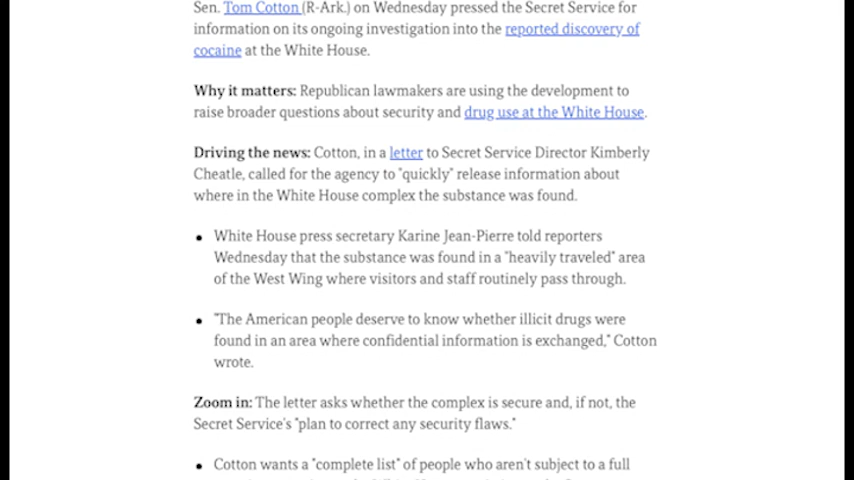 Sen. Tom Cotton (R-Ark.) on Wednesday pressed the Secret Service for
information on its ongoing investigation into the reported discovery of
cocaine at the White House.
Why it matters: Republican lawmakers are using the development to
raise broader questions about security and drug use at the White House.
Driving the news: Cotton, in a letter to Secret Service Director Kimberly
Cheatle, called for the agency to "quickly" release information about
where in the White House complex the substance was found.
• White House press secretary Karine Jean-Pierre told reporters
Wednesday that the substance was found in a "heavily traveled" area
of the West Wing where visitors and staff routinely pass through.
• "The American people deserve to know whether illicit drugs were
found in an area where confidential information is exchanged," Cotton
wrote.
Zoom in: The letter asks whether the complex is secure and, if not, the
Secret Service's "plan to correct any security flaws."
• Cotton wants a "complete list" of people who aren't subject to a full